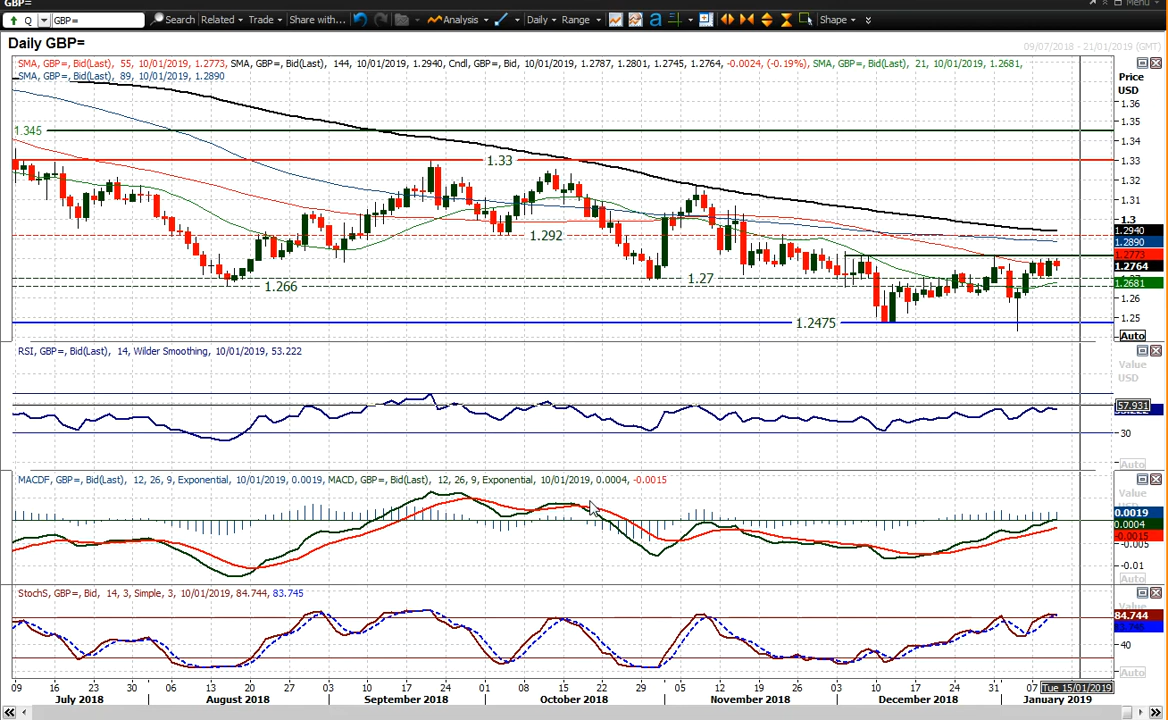 GBP=
Menu
Q GBP= Search Related Trade Share with... Analysis Daily Range a Shape
Daily GBP=
09/07/2018 - 21/01/2019 (GMT)
SMA, GBP=, Bid(Last), 55, 10/01/2019, 1.2773, SMA, GBP=, Bid(Last), 144, 10/01/2019, 1.2940, Cndl, GBP=, Bid, 10/01/2019, 1.2787, 1.2801, 1.2745, 1.2764, -0.0024, (-0.19%), SMA, GBP=, Bid(Last), 21, 10/01/2019, 1.2681,
SMA, GBP=, Bid(Last), 89, 10/01/2019, 1.2890
Price
USD
1.36
1.35
1.345
1.34
1.33
1.33
1.32
1.31
1.3
1.2940
1.292
1.2890
1.2773
1.2764
1.27
1.2681
1.266
1.26
1.25
1.2475
Auto
RSI, GBP=, Bid(Last), 14, Wilder Smoothing, 10/01/2019, 53.222
Value
USD
57.931
30
Auto
MACDF, GBP=, Bid(Last), 12, 26, 9, Exponential, 10/01/2019, 0.0019, MACD, GBP=, Bid(Last), 12, 26, 9, Exponential, 10/01/2019, 0.0004, -0.0015
Value
0.0019
0.0004
-0.0015
-0.005
-0.01
Auto
StochS, GBP=, Bid, 14, 3, Simple, 3, 10/01/2019, 84.744, 83.745
Value
84.744
40
Auto
09 16 23 30 06 13 20 27 03 10 17 24 01 08 15 22 29 05 12 19 26 03 10 17 24 31 07 Tue 15/01/2019
July 2018 August 2018 September 2018 October 2018 November 2018 December 2018 January 2019